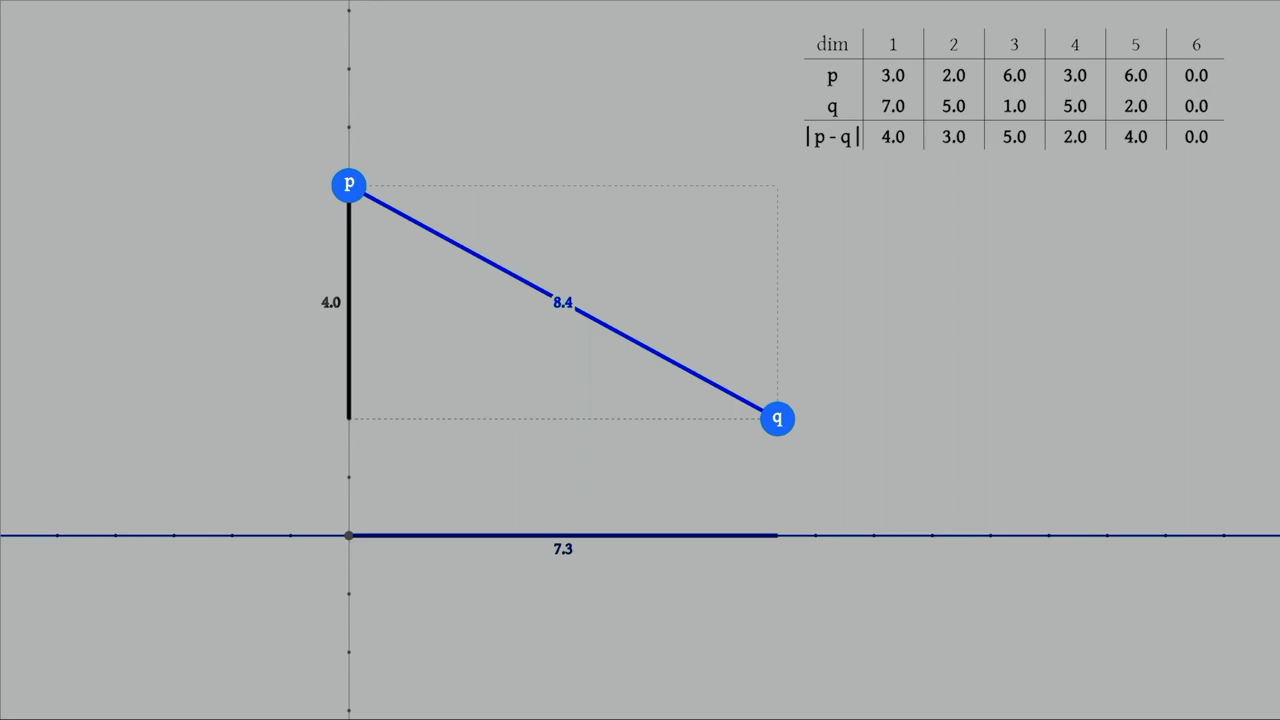 dim 1 2 3 4 5 6
p 3.0 2.0 6.0 3.0 6.0 0.0
q 7.0 5.0 1.0 5.0 2.0 0.0
|p - q| 4.0 3.0 5.0 2.0 4.0 0.0
p
4.0
8.4
q
7.3